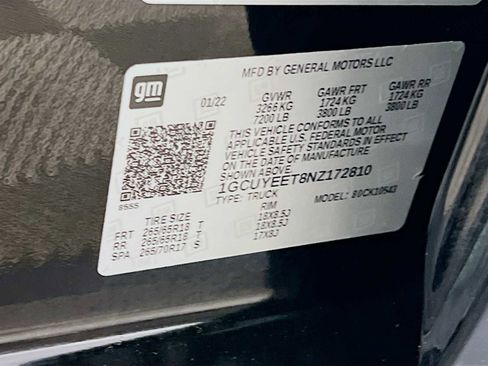 gm
MFD BY GENERAL MOTORS LLC
01/22 GVWR GAWR FRT GAWR RR
3266 KG 1724 KG 1724 KG
7200 LB 3800 LB 3800 LB
THIS VEHICLE CONFORMS TO ALL
APPLICABLE U.S. FEDERAL MOTOR
VEHICLE SAFETY STANDARDS IN EFFECT
ON THE DATE OF MANUFACTURE
SHOWN ABOVE.
1GCUYEET8NZ172810
TYPE: TRUCK MODEL: 80CK10543
TIRE SIZE RIM
FRT 265/65R18 T 18X8.5J
RR 265/65R18 T 18X8.5J
SPA 265/70R17 S 17X8J